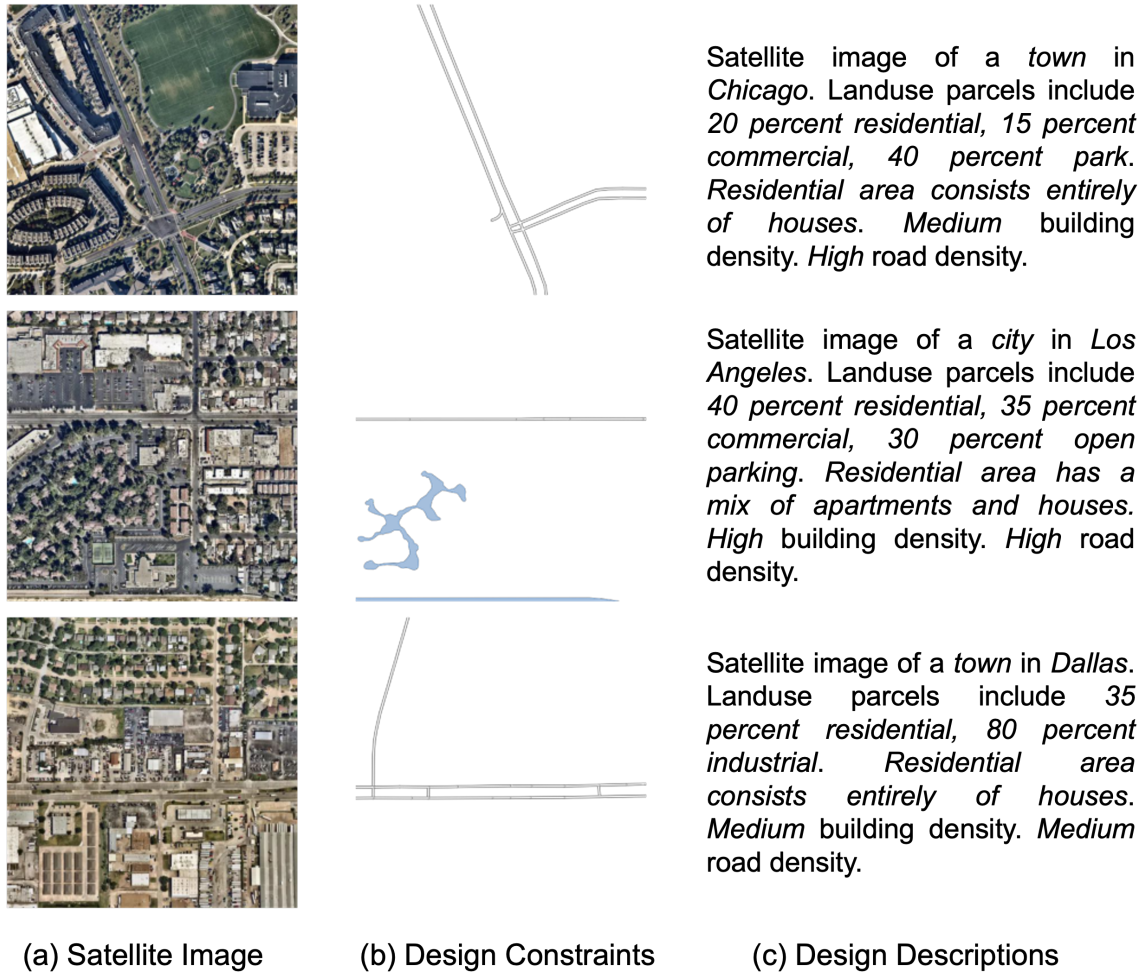 Satellite image of a town in
Chicago. Landuse parcels include
20 percent residential, 15 percent
commercial, 40 percent park.
Residential area consists entirely
of houses. Medium building
density. High road density.
Satellite image of a city in Los
Angeles. Landuse parcels include
40 percent residential, 35 percent
commercial, 30 percent open
parking. Residential area has a
mix of apartments and houses.
High building density. High road
density.
Satellite image of a town in Dallas.
Landuse parcels include 35
percent residential, 80 percent
industrial. Residential area
consists entirely of houses.
Medium building density. Medium
road density.
(a) Satellite Image
(b) Design Constraints
(c) Design Descriptions